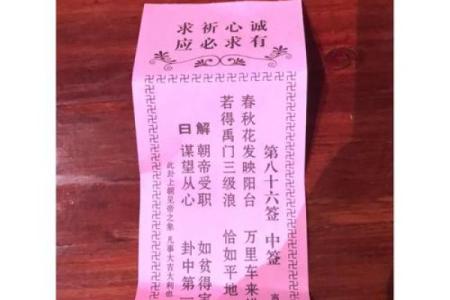 诚心祈求
有求必应
第八十六签 中签
春秋花发映阳台 万里车来
若得禹门三级浪 恰如平地
解曰
朝帝受职 如贫得
谋望从心 卦中第一
此卦上朝见帝之象 凡事大吉大利也